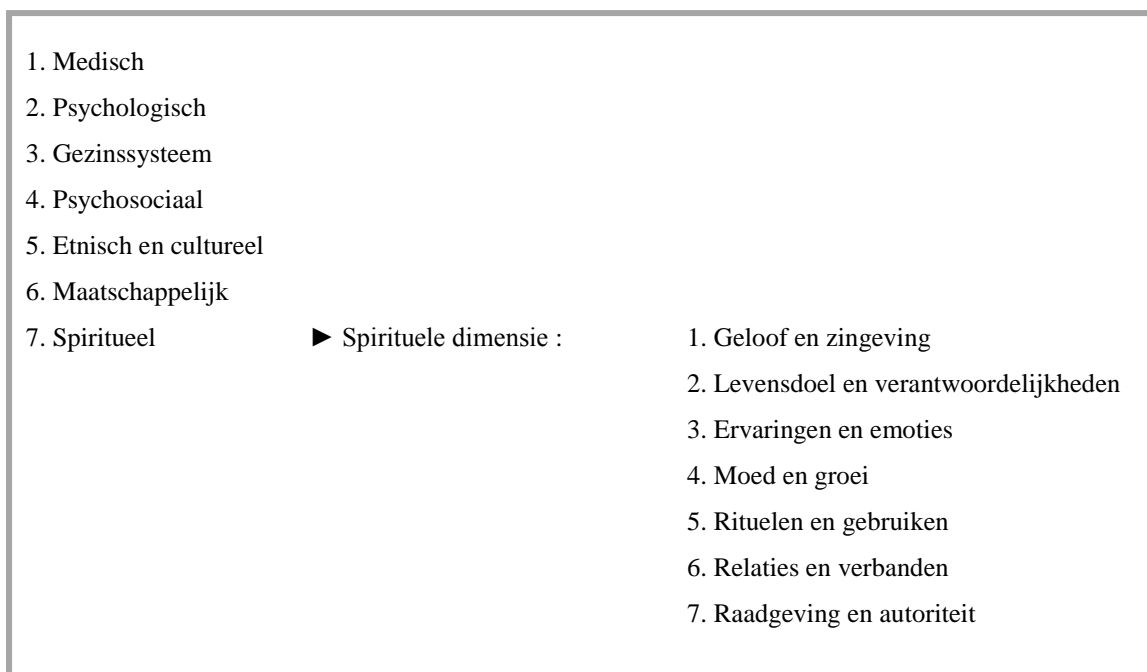 1. Medisch
2. Psychologisch
3. Gezinssysteem
4. Psychosociaal
5. Etnisch en cultureel
6. Maatschappelijk
7. Spiritueel ► Spirituele dimensie : 1. Geloof en zingeving
2. Levensdoel en verantwoordelijkheden
3. Ervaringen en emoties
4. Moed en groei
5. Rituelen en gebruiken
6. Relaties en verbanden
7. Raadgeving en autoriteit